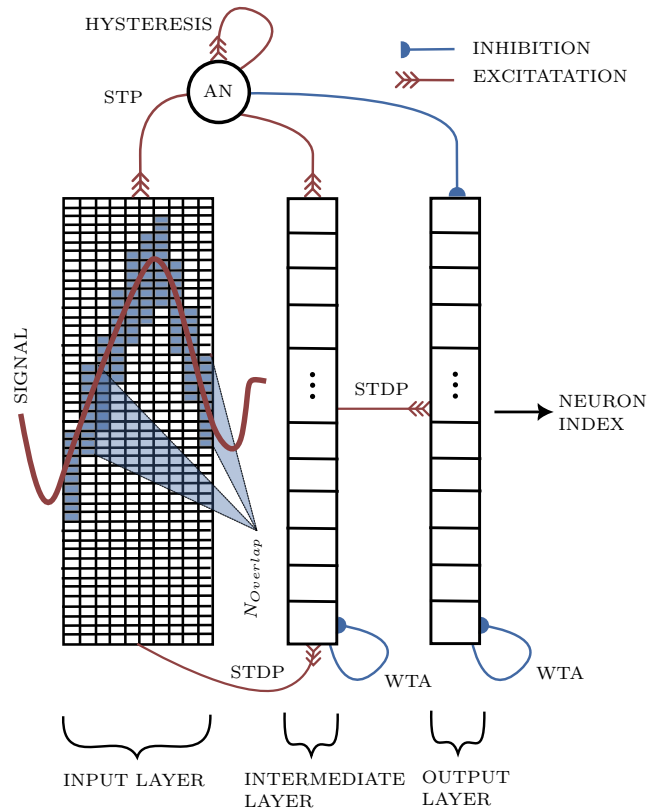 HYSTERESIS
INHIBITION
EXCITATATION
STP
AN
SIGNAL
STDP
NEURON
INDEX
N_Overlap
STDP
WTA
WTA
INPUT LAYER
INTERMEDIATE
LAYER
OUTPUT
LAYER